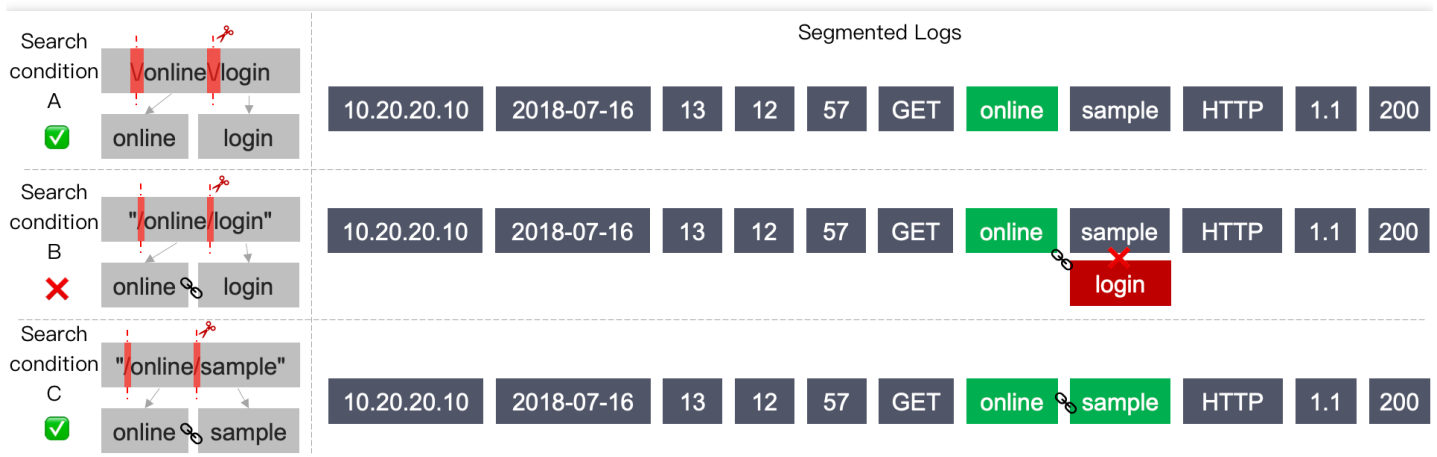 Segmented Logs
Search condition A
\/online\/login
online login
10.20.20.10 2018-07-16 13 12 57 GET online sample HTTP 1.1 200
Search condition B
"/online/login"
online login
10.20.20.10 2018-07-16 13 12 57 GET online sample HTTP 1.1 200
login
Search condition C
"/online/sample"
online sample
10.20.20.10 2018-07-16 13 12 57 GET online sample HTTP 1.1 200